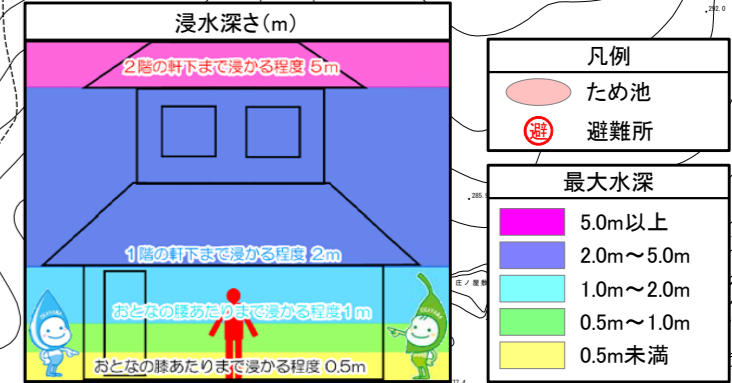 浸水深さ(m)
2階の軒下まで浸かる程度 5m
1階の軒下まで浸かる程度 2m
おとなの腰あたりまで浸かる程度1m
おとなの膝あたりまで浸かる程度 0.5m
凡例
ため池
避 避難所
最大水深
5.0m以上
2.0m～5.0m
1.0m～2.0m
0.5m～1.0m
0.5m未満